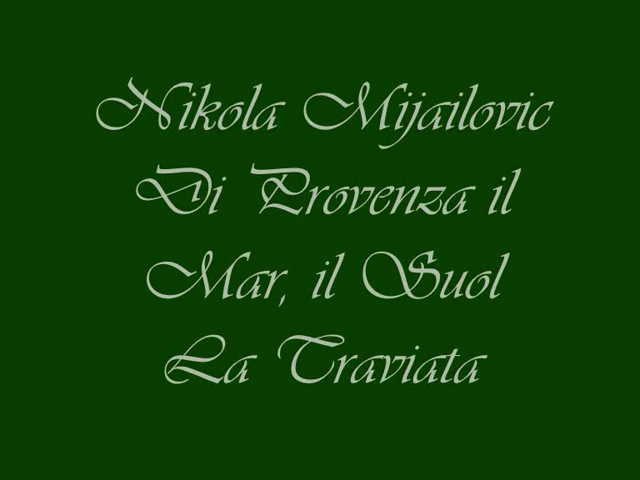 Nikola Mijailovic
Di Provenza il
Mar, il Suol
La Traviata